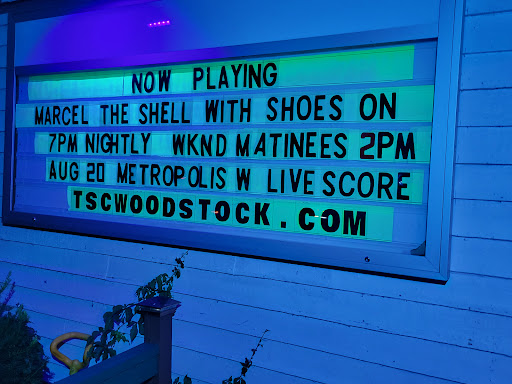 NOW PLAYING
MARCEL THE SHELL WITH SHOES ON
7PM NIGHTLY WKND MATINEES 2PM
AUG 20 METROPOLIS W LIVE SCORE
TSCWOODSTOCK.COM